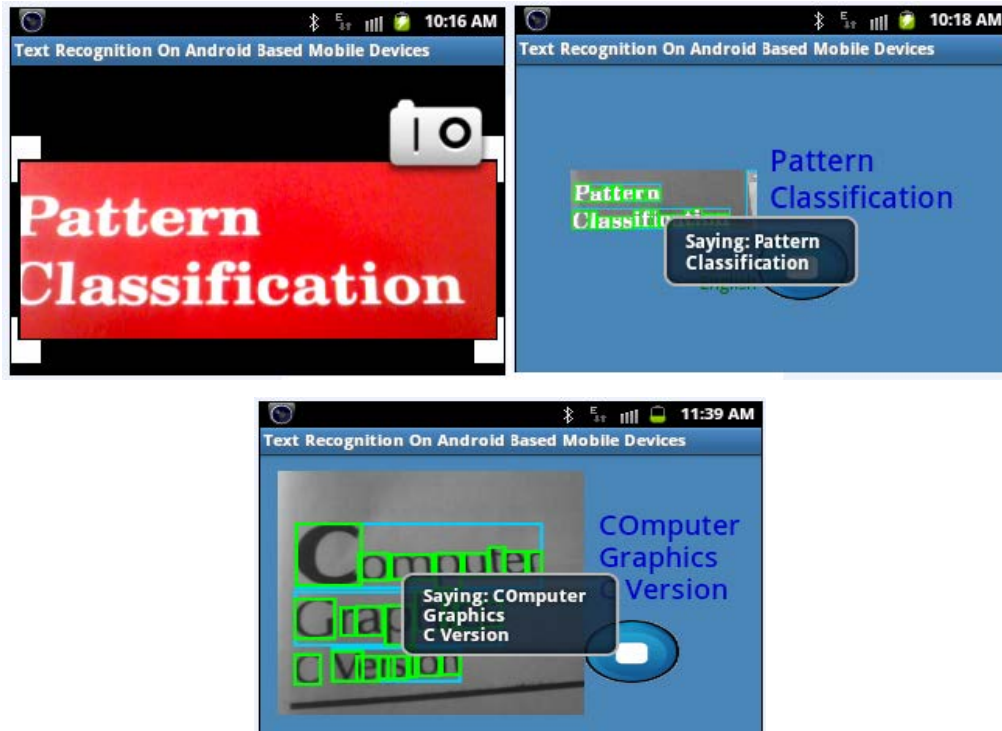 10:16 AM
Text Recognition On Android Based Mobile Devices
Pattern
Classification
10:18 AM
Text Recognition On Android Based Mobile Devices
Pattern
Classification
Pattern
Classification
Saying: Pattern
Classification
English
11:39 AM
Text Recognition On Android Based Mobile Devices
Computer
Graphics
C Version
COmputer
Graphics
C Version
Saying: COmputer
Graphics
C Version